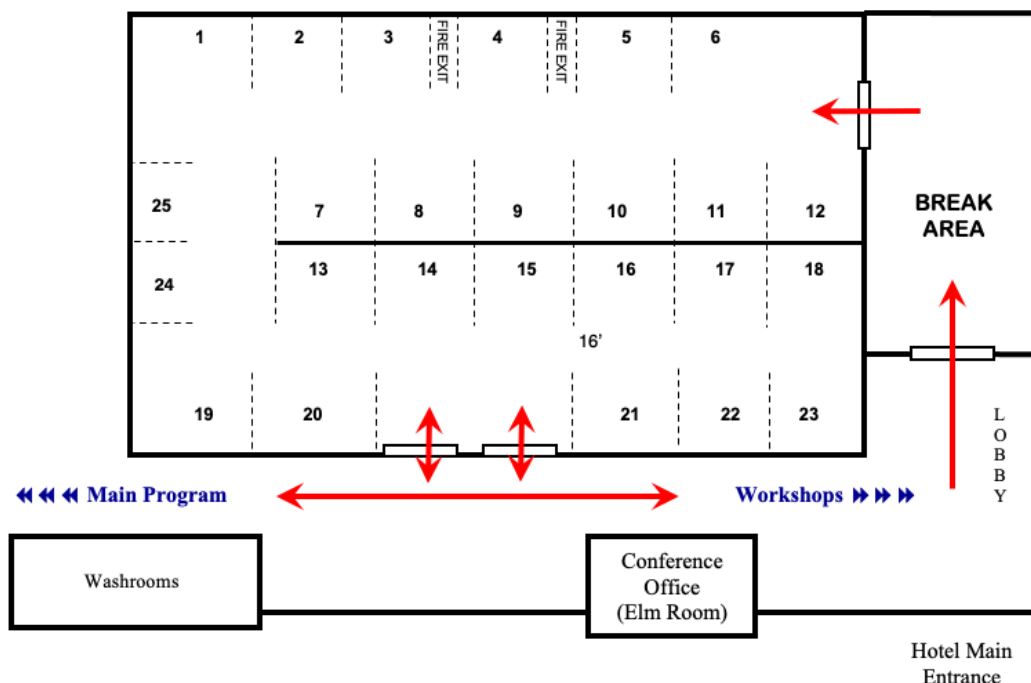 1 2 3 FIRE EXIT 4 FIRE EXIT 5 6
25 7 8 9 10 11 12
BREAK
AREA
24 13 14 15 16 17 18
16’
19 20 21 22 23
LOBBY
Main Program
Workshops
Washrooms
Conference
Office
(Elm Room)
Hotel Main
Entrance